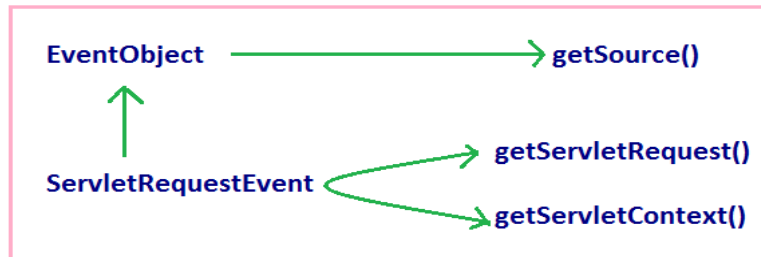 EventObject getSource()
getServletRequest()
ServletRequestEvent
getServletContext()